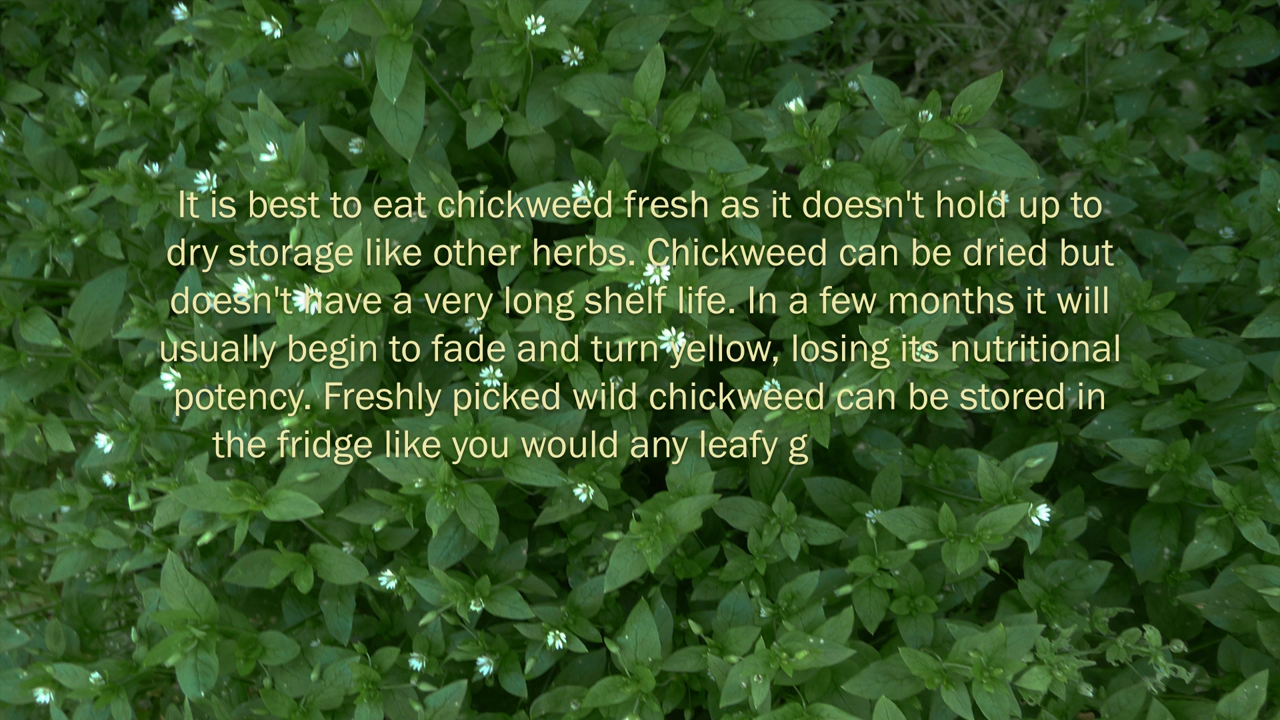 It is best to eat chickweed fresh as it doesn't hold up to
dry storage like other herbs. Chickweed can be dried but
doesn't have a very long shelf life. In a few months it will
usually begin to fade and turn yellow, losing its nutritional
potency. Freshly picked wild chickweed can be stored in
the fridge like you would any leafy g